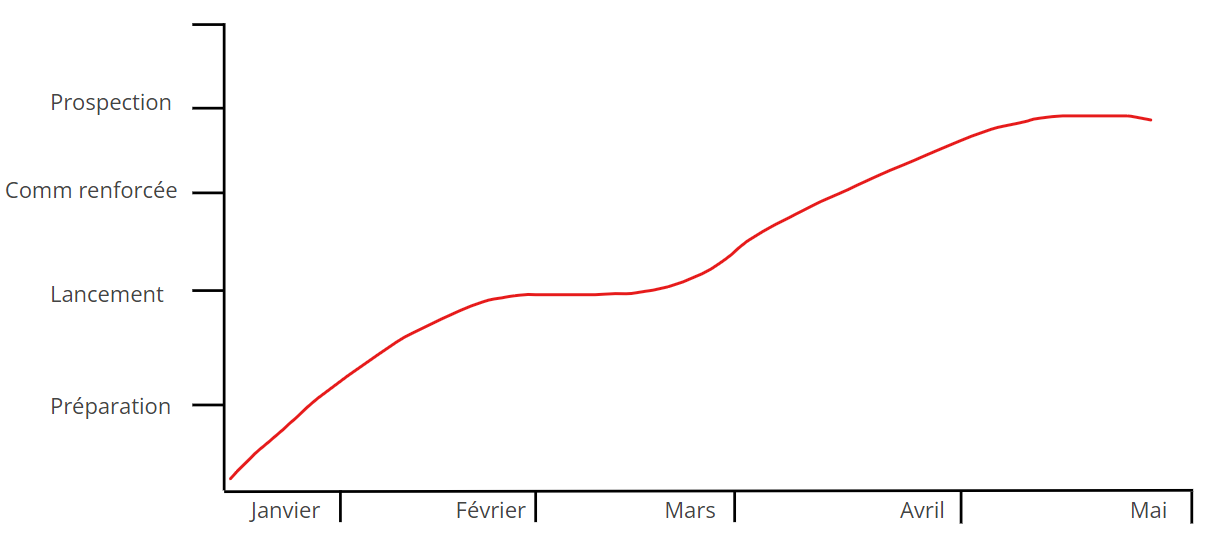 Prospection
Comm renforcée
Lancement
Préparation
Janvier Février Mars Avril Mai